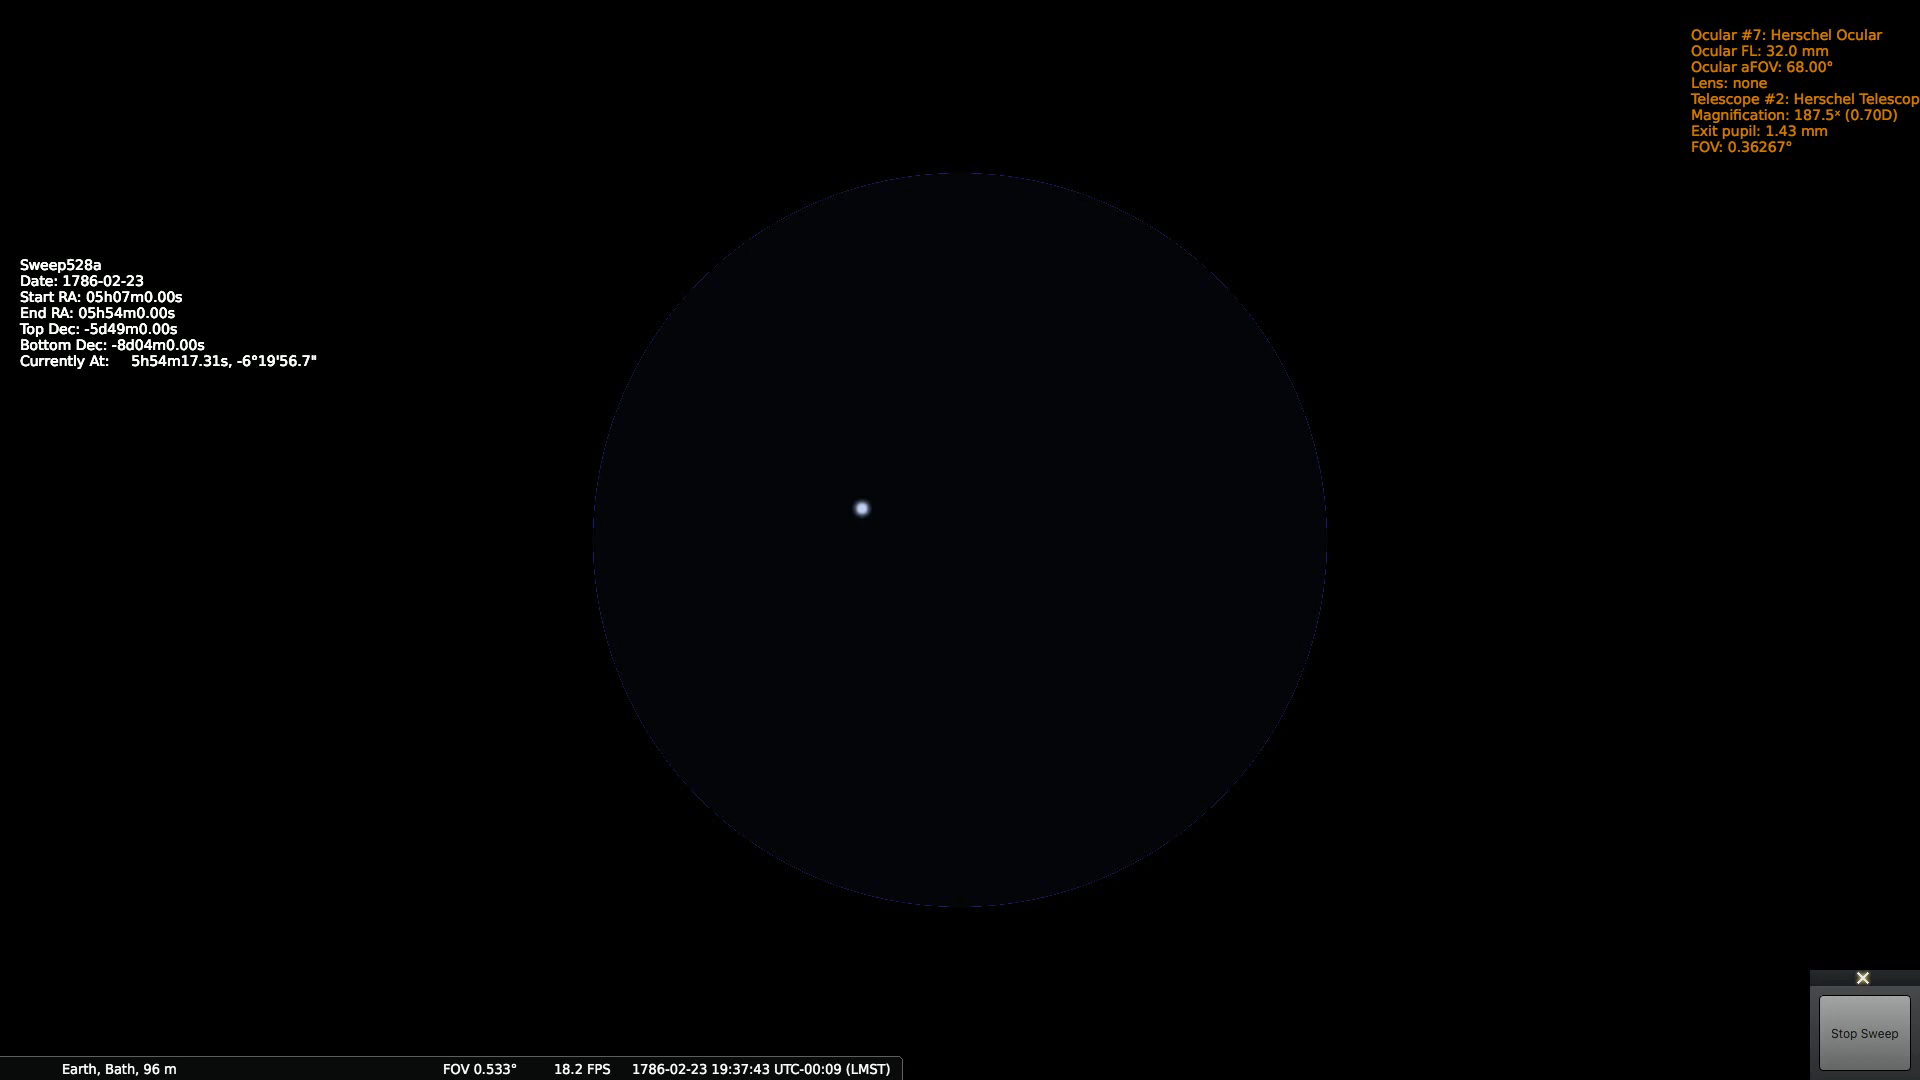 Ocular #7: Herschel Ocular
Ocular FL: 32.0 mm
Ocular aFOV: 68.00°
Lens: none
Telescope #2: Herschel Telescop
Magnification: 187.5ˣ (0.70D)
Exit pupil: 1.43 mm
FOV: 0.36267°
Sweep528a
Date: 1786-02-23
Start RA: 05h07m0.00s
End RA: 05h54m0.00s
Top Dec: -5d49m0.00s
Bottom Dec: -8d04m0.00s
Currently At: 5h54m17.31s, -6°19'56.7"
Stop Sweep
Earth, Bath, 96 m FOV 0.533° 18.2 FPS 1786-02-23 19:37:43 UTC-00:09 (LMST)